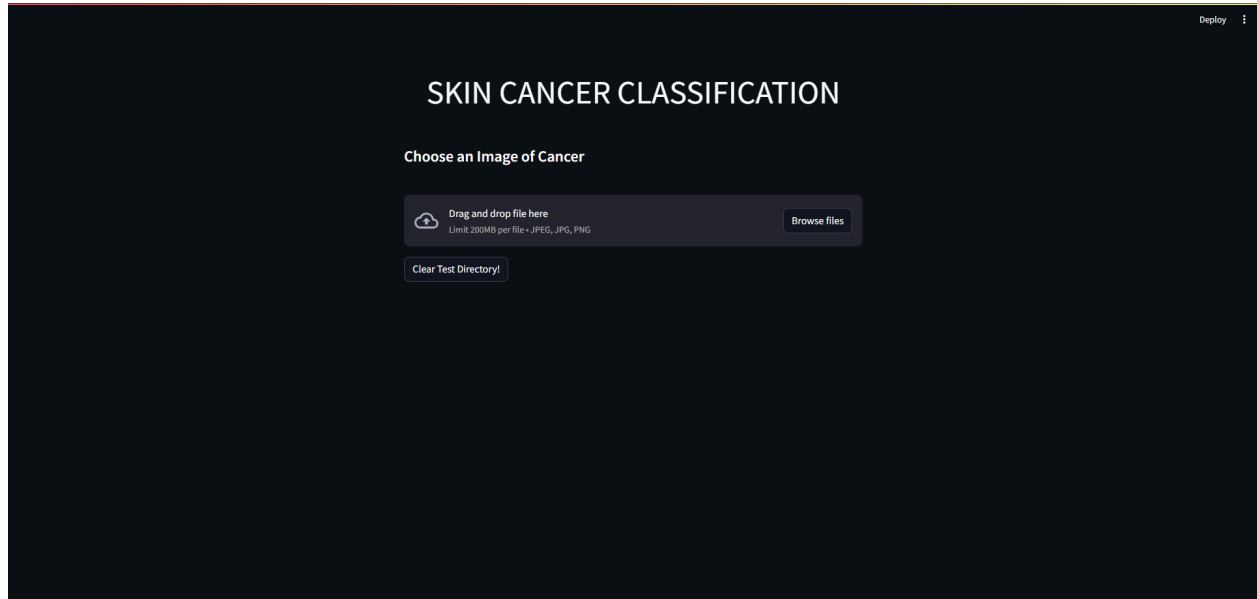 Deploy
SKIN CANCER CLASSIFICATION
Choose an Image of Cancer
Drag and drop file here
Limit 200MB per file • JPEG, JPG, PNG
Browse files
Clear Test Directory!